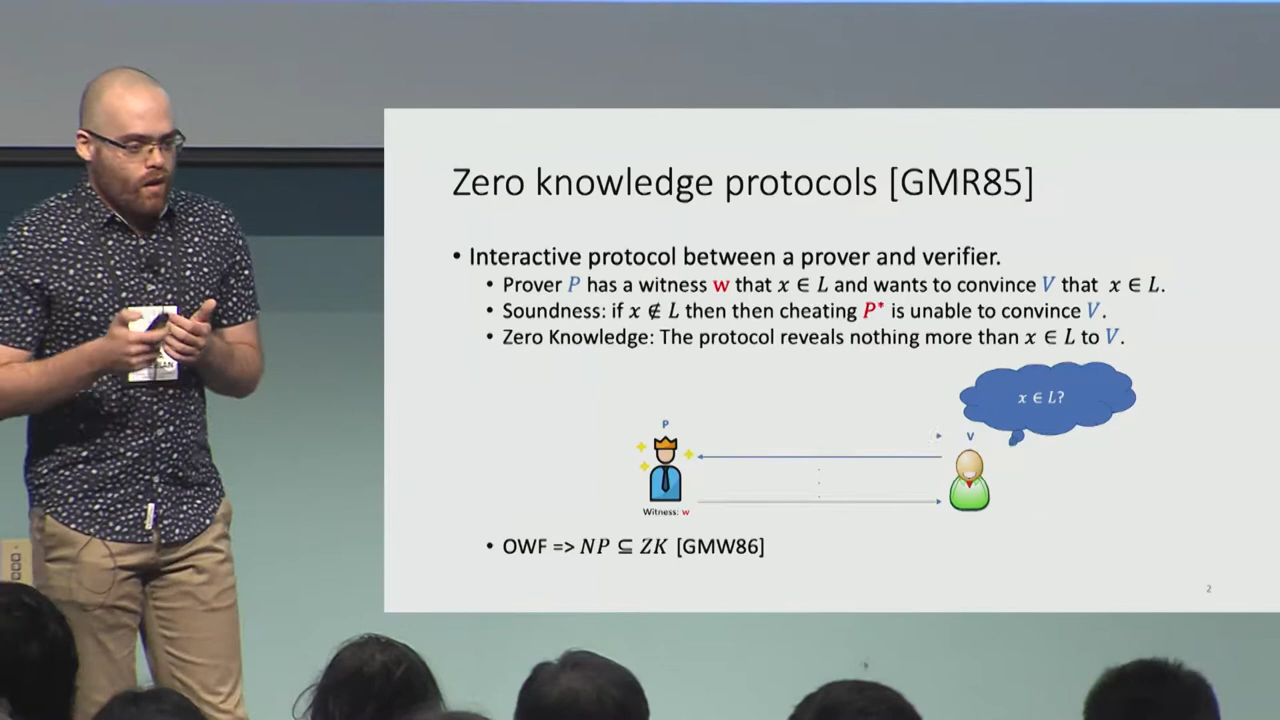 Zero knowledge protocols [GMR85]
• Interactive protocol between a prover and verifier.
• Prover P has a witness w that x ∈ L and wants to convince V that x ∈ L.
• Soundness: if x ∉ L then then cheating P* is unable to convince V.
• Zero Knowledge: The protocol reveals nothing more than x ∈ L to V.
x ∈ L?
P
V
Witness: w
• OWF => NP ⊆ ZK [GMW86]
2